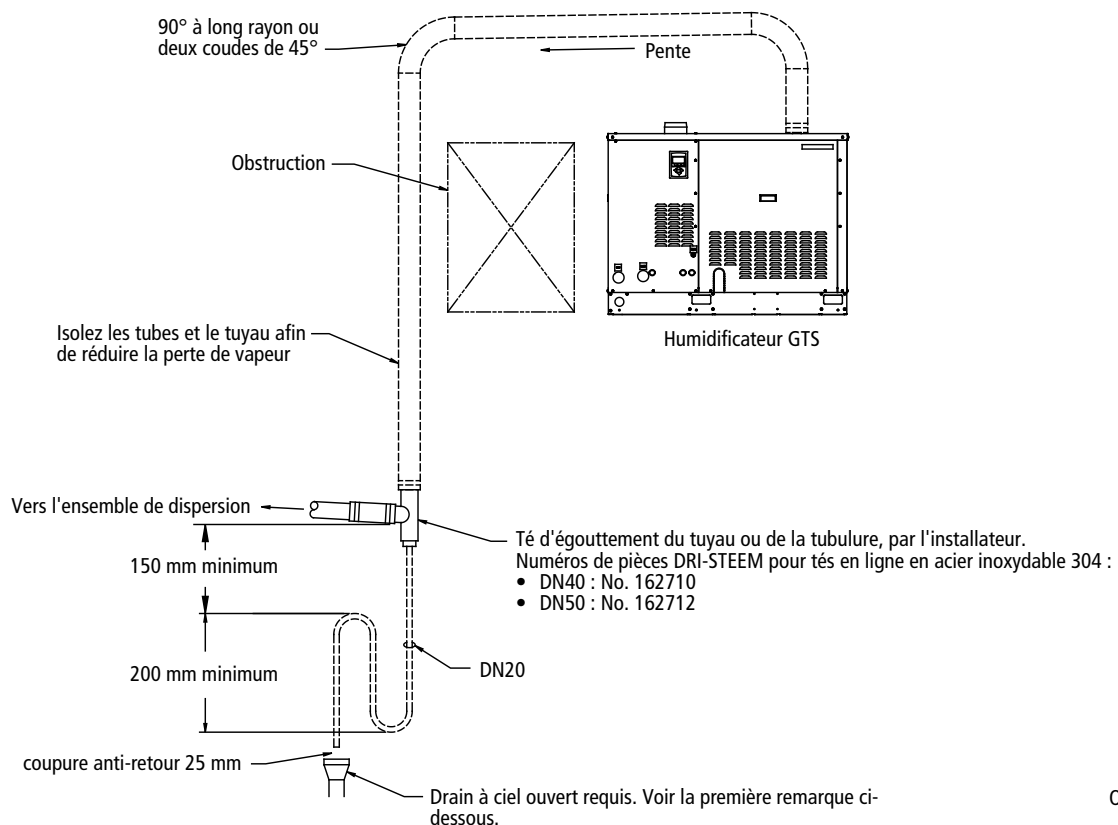 90° à long rayon ou
deux coudes de 45°
Pente
Obstruction
Isolez les tubes et le tuyau afin
de réduire la perte de vapeur
Humidificateur GTS
Vers l'ensemble de dispersion
Té d'égouttement du tuyau ou de la tubulure, par l'installateur.
Numéros de pièces DRI-STEEM pour tés en ligne en acier inoxydable 304 :
• DN40 : No. 162710
• DN50 : No. 162712
150 mm minimum
200 mm minimum
DN20
coupure anti-retour 25 mm
Drain à ciel ouvert requis. Voir la première remarque ci-
dessous.